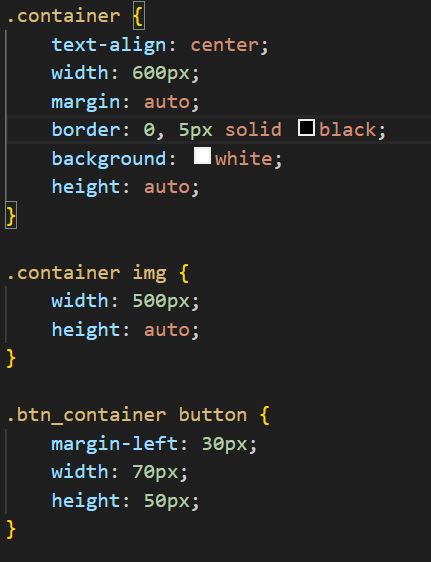 .container {
    text-align: center;
    width: 600px;
    margin: auto;
    border: 0, 5px solid black;
    background: white;
    height: auto;
}

.container img {
    width: 500px;
    height: auto;
}

.btn_container button {
    margin-left: 30px;
    width: 70px;
    height: 50px;
}